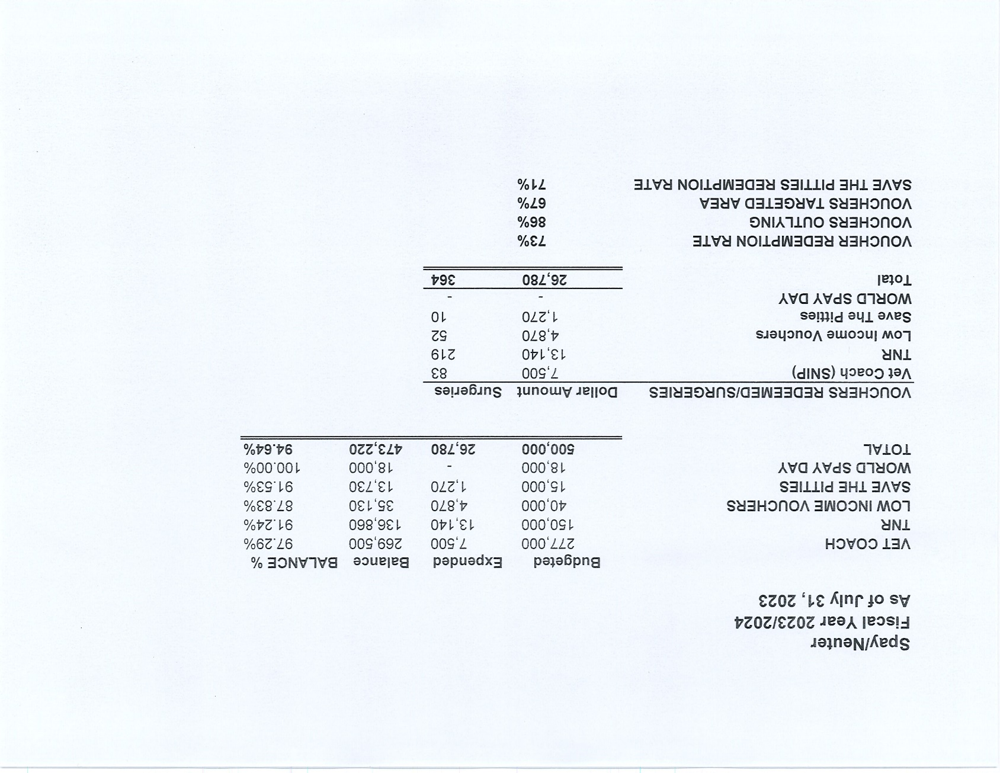 Spay/Neuter
Fiscal Year 2023/2024
As of July 31, 2023
Budgeted Expended Balance BALANCE %
VET COACH 277,000 7,500 269,500 97.29%
TNR 150,000 13,140 136,860 91.24%
LOW INCOME VOUCHERS 40,000 4,870 35,130 87.83%
SAVE THE PITTIES 15,000 1,270 13,730 91.53%
WORLD SPAY DAY 18,000 - 18,000 100.00%
TOTAL 500,000 26,780 473,220 94.64%
VOUCHERS REDEEMED/SURGERIES Dollar Amount Surgeries
Vet Coach (SNIP) 7,500 83
TNR 13,140 219
Low Income Vouchers 4,870 52
Save The Pitties 1,270 10
WORLD SPAY DAY - -
Total 26,780 364
VOUCHER REDEMPTION RATE 73%
VOUCHERS OUTLYING 86%
VOUCHERS TARGETED AREA 67%
SAVE THE PITTIES REDEMPTION RATE 71%